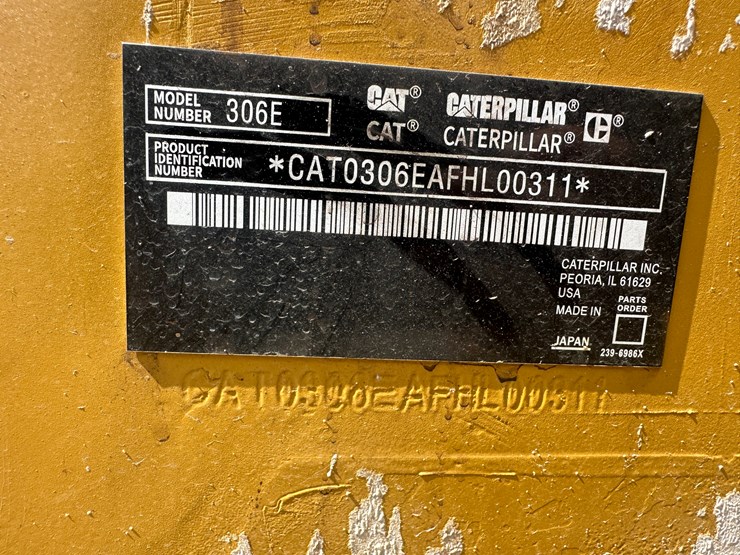 MODEL NUMBER 306E
CAT® CATERPILLAR® C®
CAT® CATERPILLAR®
PRODUCT IDENTIFICATION NUMBER *CAT0306EAFHL00311*
CATERPILLAR INC.
PEORIA, IL 61629
USA
MADE IN
JAPAN
PARTS ORDER
239-6986X
CAT0306EAFHL00311